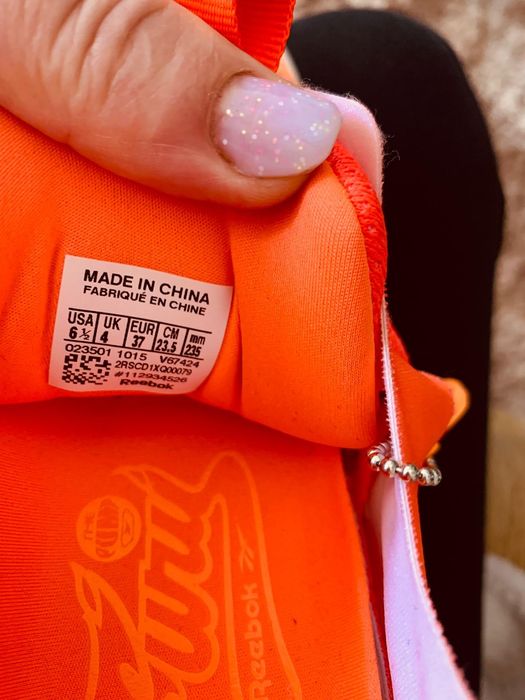 MADE IN CHINA
FABRIQUÉ EN CHINE
USA UK EUR CM mm
6 ½ 4 37 23.5 235
023501 1015 V67424
2RSCD1XQ00079
#112934526
Reebok
Fury
Reebok